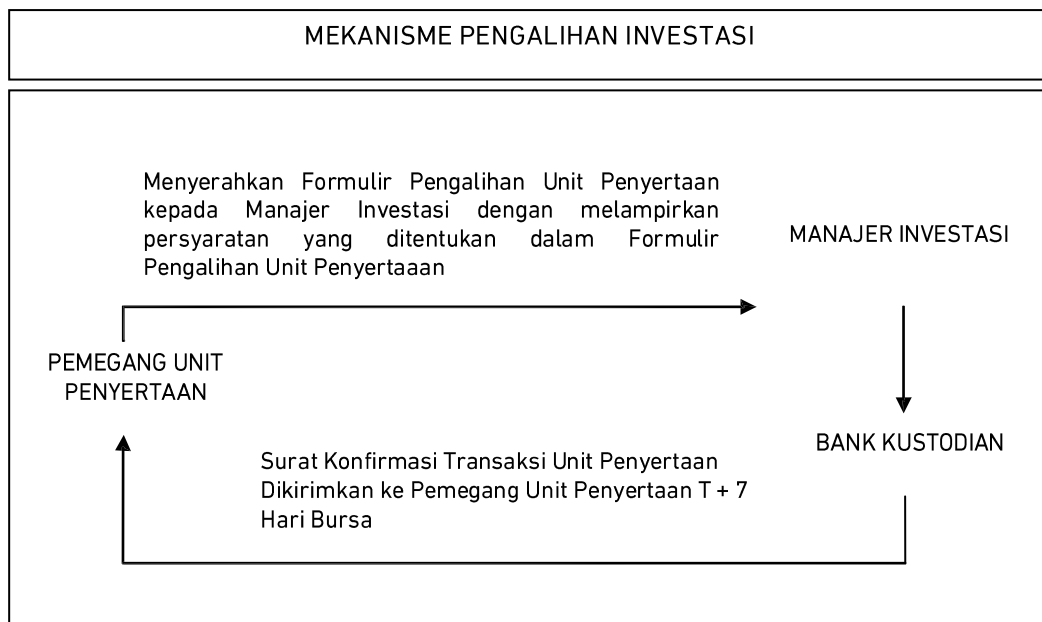 MEKANISME PENGALIHAN INVESTASI
Menyerahkan Formulir Pengalihan Unit Penyertaan
kepada Manajer Investasi dengan melampirkan
persyaratan yang ditentukan dalam Formulir
Pengalihan Unit Penyertaaan
MANAJER INVESTASI
PEMEGANG UNIT
PENYERTAAN
BANK KUSTODIAN
Surat Konfirmasi Transaksi Unit Penyertaan
Dikirimkan ke Pemegang Unit Penyertaan T + 7
Hari Bursa